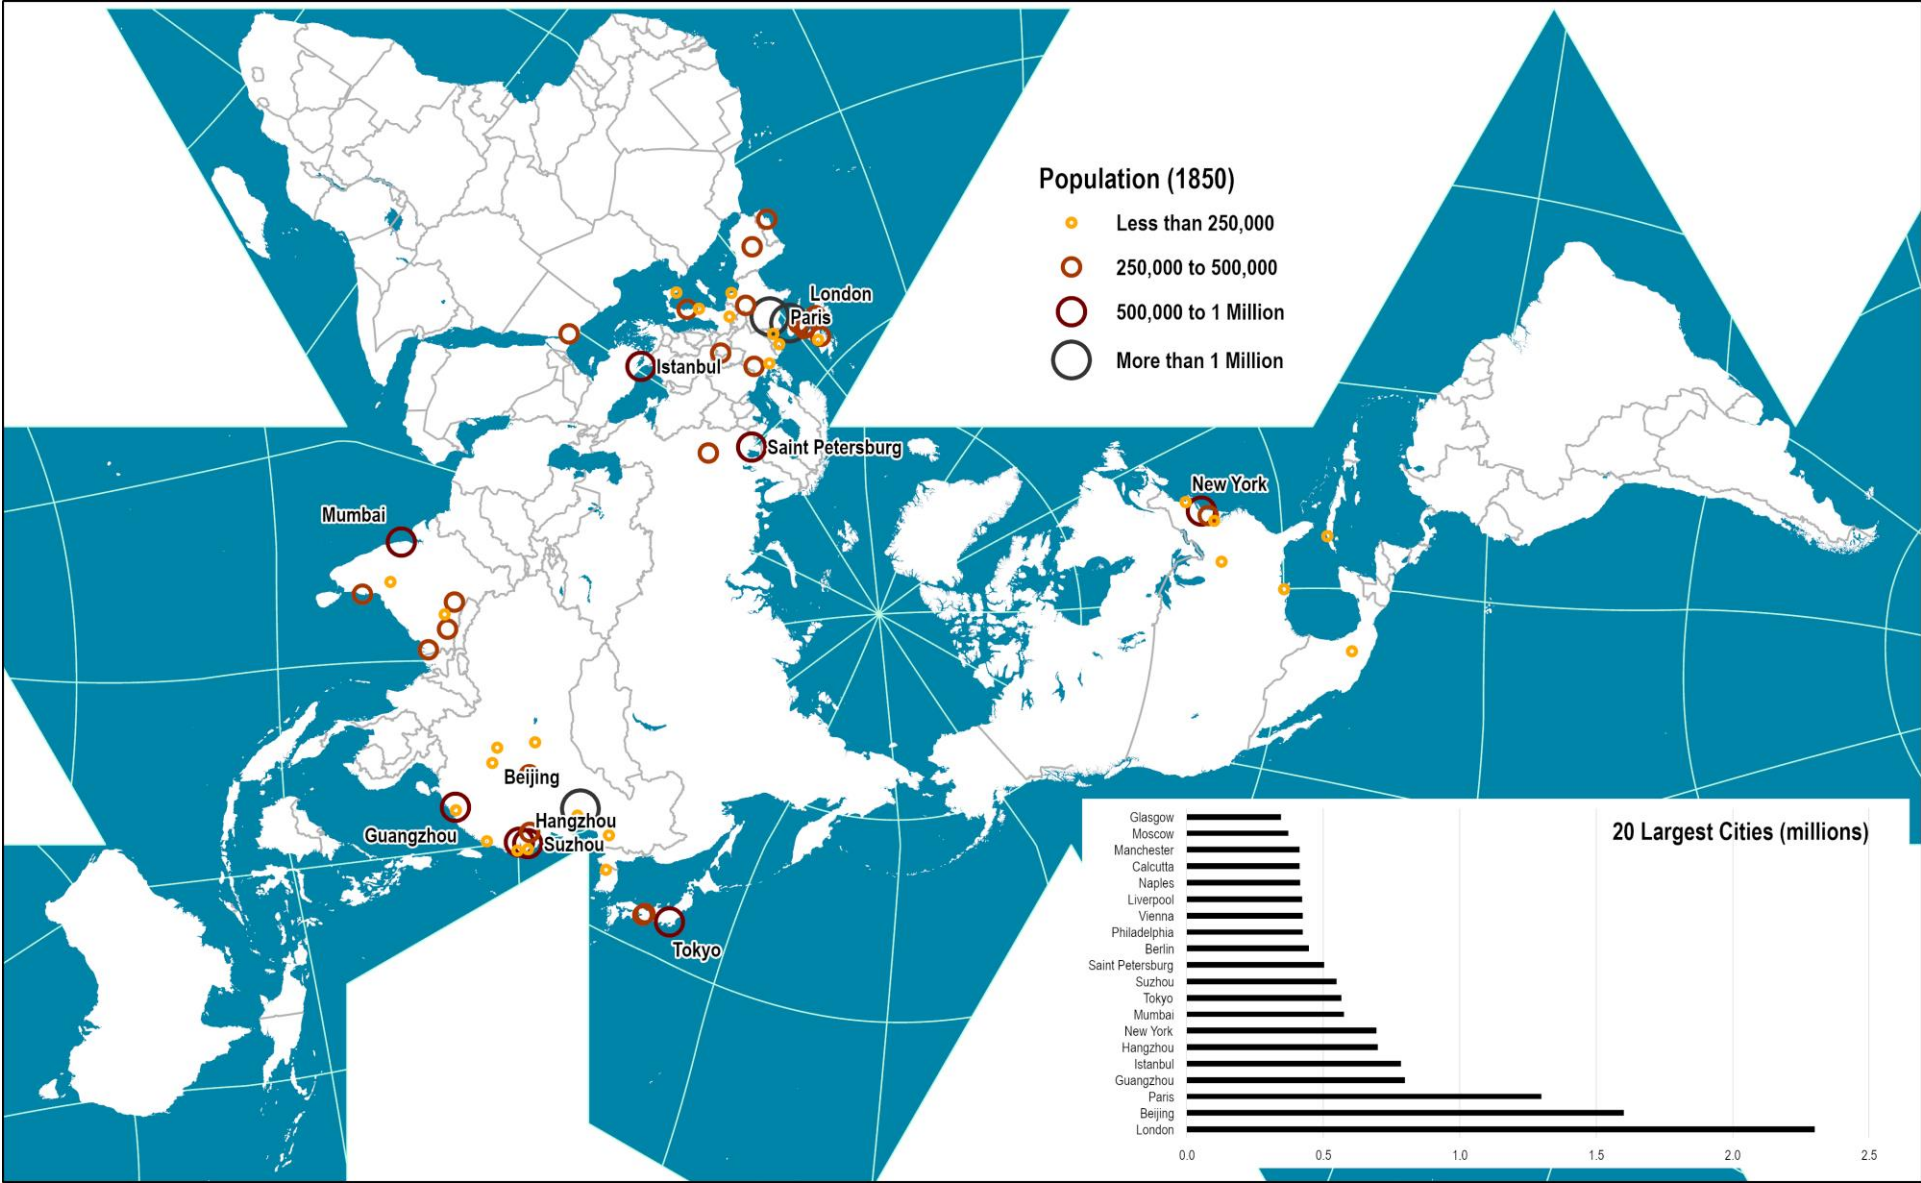 Population (1850)
Less than 250,000
250,000 to 500,000
500,000 to 1 Million
More than 1 Million
London
Paris
Istanbul
Saint Petersburg
New York
Mumbai
Beijing
Hangzhou
Guangzhou
Suzhou
Tokyo
20 Largest Cities (millions)
Glasgow
Moscow
Manchester
Calcutta
Naples
Liverpool
Vienna
Philadelphia
Berlin
Saint Petersburg
Suzhou
Tokyo
Mumbai
New York
Hangzhou
Istanbul
Guangzhou
Paris
Beijing
London
0.0 0.5 1.0 1.5 2.0 2.5